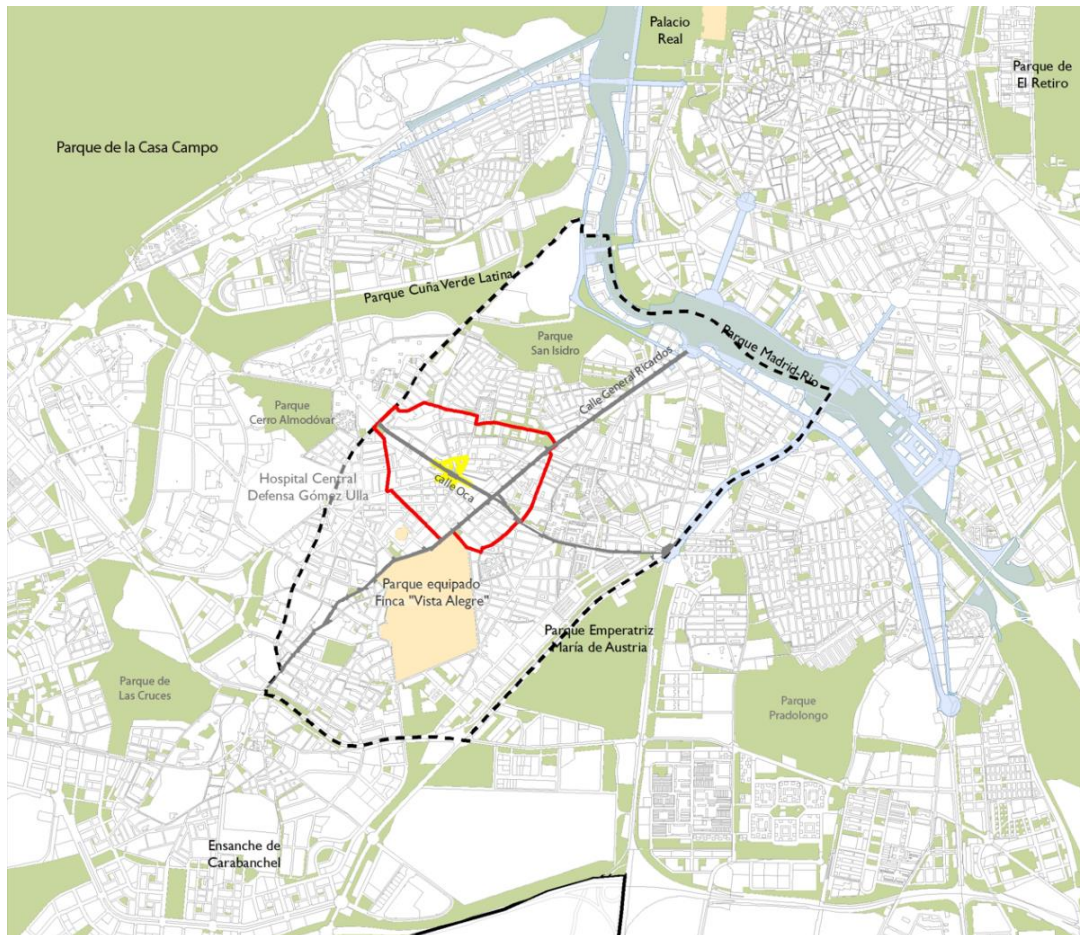 Palacio
Real
Parque de
El Retiro
Parque de la Casa Campo
Parque Cuña Verde Latina
Parque
San Isidro
Parque Madrid-Rio
Calle General Ricardos
Parque
Cerro Almodóvar
Hospital Central
Defensa Gómez Ulla
calle Oca
Parque equipado
Finca "Vista Alegre"
Parque Emperatriz
María de Austria
Parque de
Las Cruces
Parque
Pradolongo
Ensanche de
Carabanchel